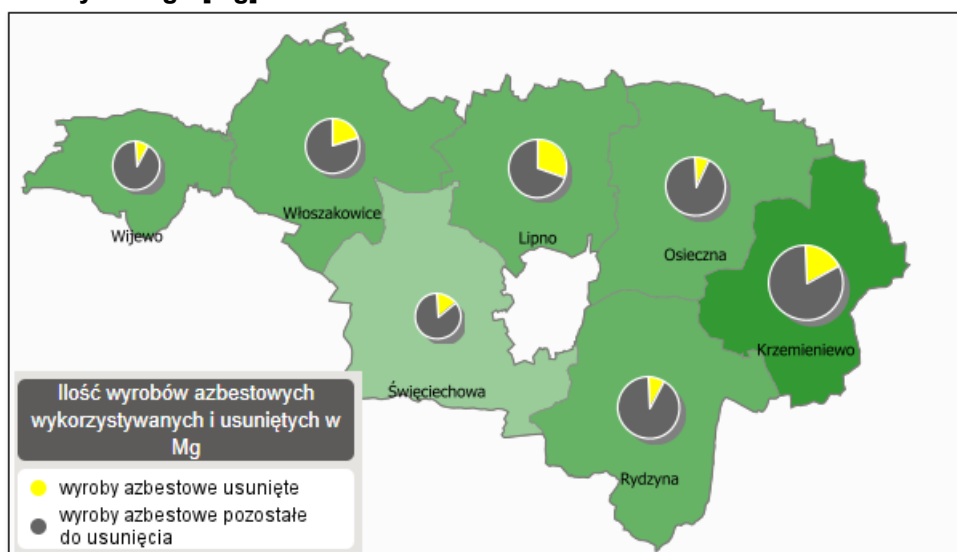 Wijewo
Włoszakowice
Lipno
Osieczna
Krzemieniewo
Święciechowa
Rydzyna
Ilość wyrobów azbestowych
wykorzystywanych i usuniętych w
Mg
wyroby azbestowe usunięte
wyroby azbestowe pozostałe
do usunięcia